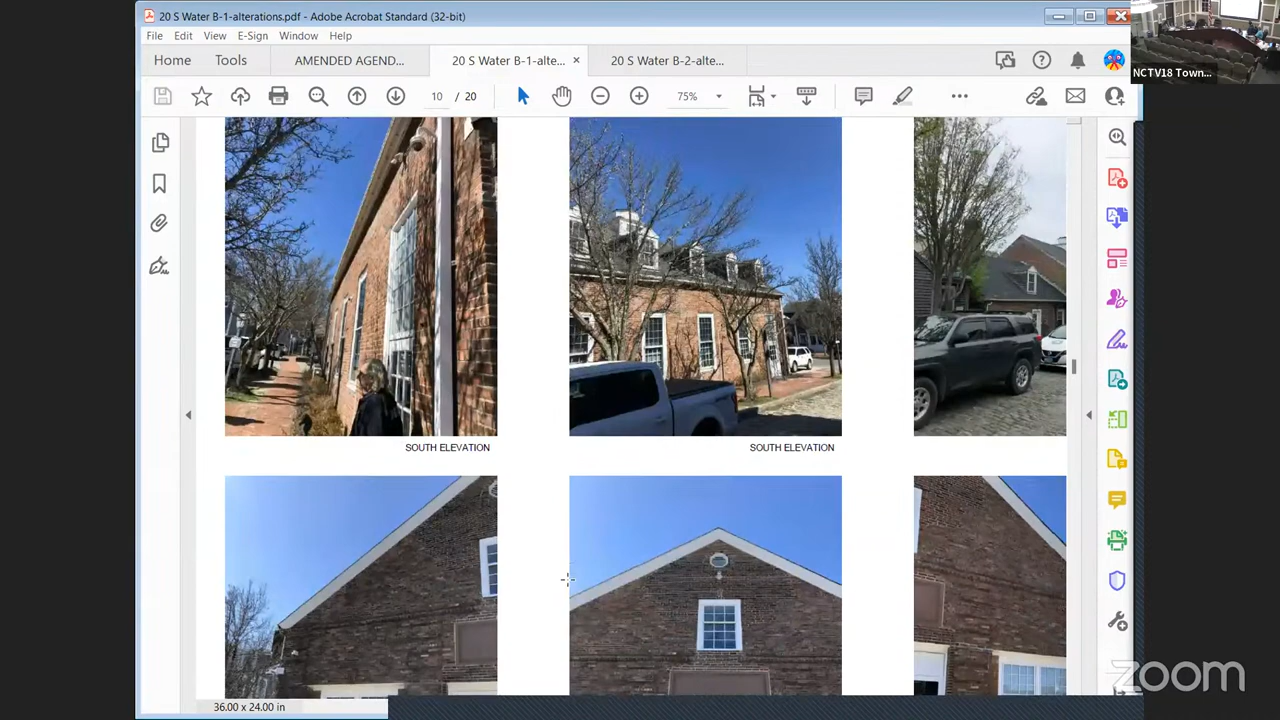 20 S Water B-1-alterations.pdf - Adobe Acrobat Standard (32-bit)
File Edit View E-Sign Window Help
Home Tools AMENDED AGEND... 20 S Water B-1-alte... × 20 S Water B-2-alte...
10 / 20 75%
NCTV18 Town...
SOUTH ELEVATION SOUTH ELEVATION
36.00 x 24.00 in
zoom